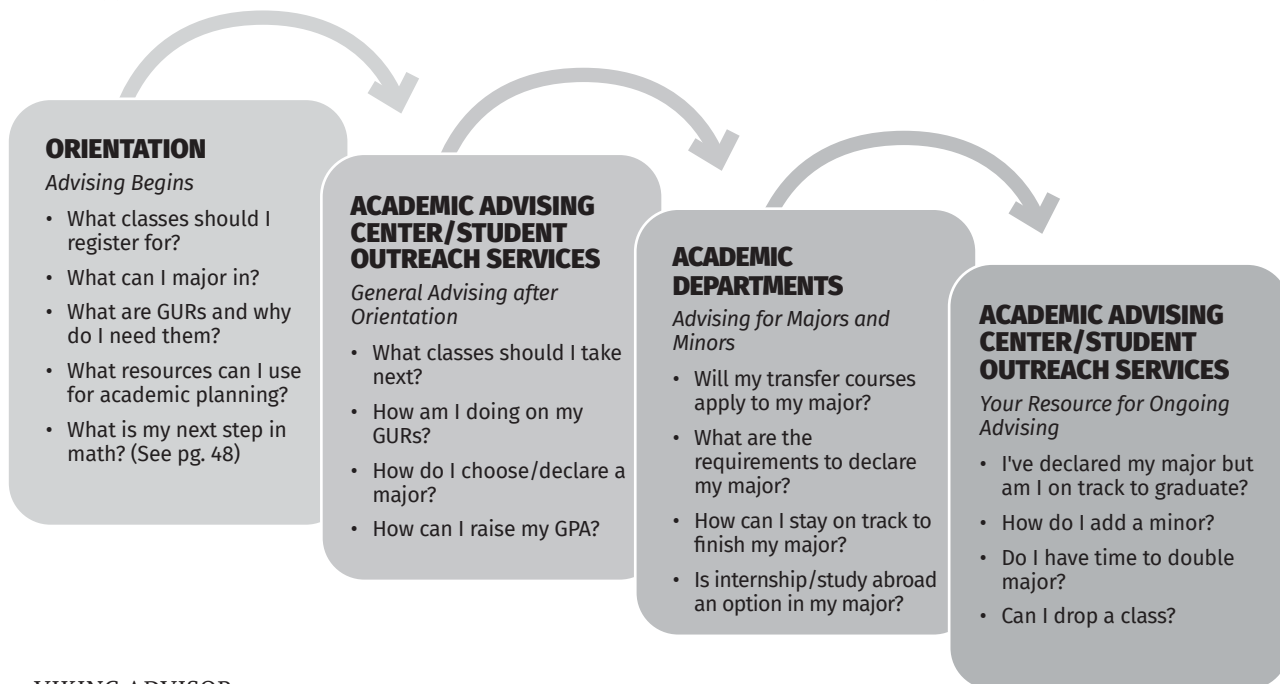 ORIENTATION
Advising Begins
• What classes should I
register for?
• What can I major in?
• What are GURs and why
do I need them?
• What resources can I use
for academic planning?
• What is my next step in
math? (See pg. 48)
ACADEMIC ADVISING
CENTER/STUDENT
OUTREACH SERVICES
General Advising after
Orientation
• What classes should I take
next?
• How am I doing on my
GURs?
• How do I choose/declare a
major?
• How can I raise my GPA?
ACADEMIC
DEPARTMENTS
Advising for Majors and
Minors
• Will my transfer courses
apply to my major?
• What are the
requirements to declare
my major?
• How can I stay on track to
finish my major?
• Is internship/study abroad
an option in my major?
ACADEMIC ADVISING
CENTER/STUDENT
OUTREACH SERVICES
Your Resource for Ongoing
Advising
• I've declared my major but
am I on track to graduate?
• How do I add a minor?
• Do I have time to double
major?
• Can I drop a class?
VIKING ADVISOR